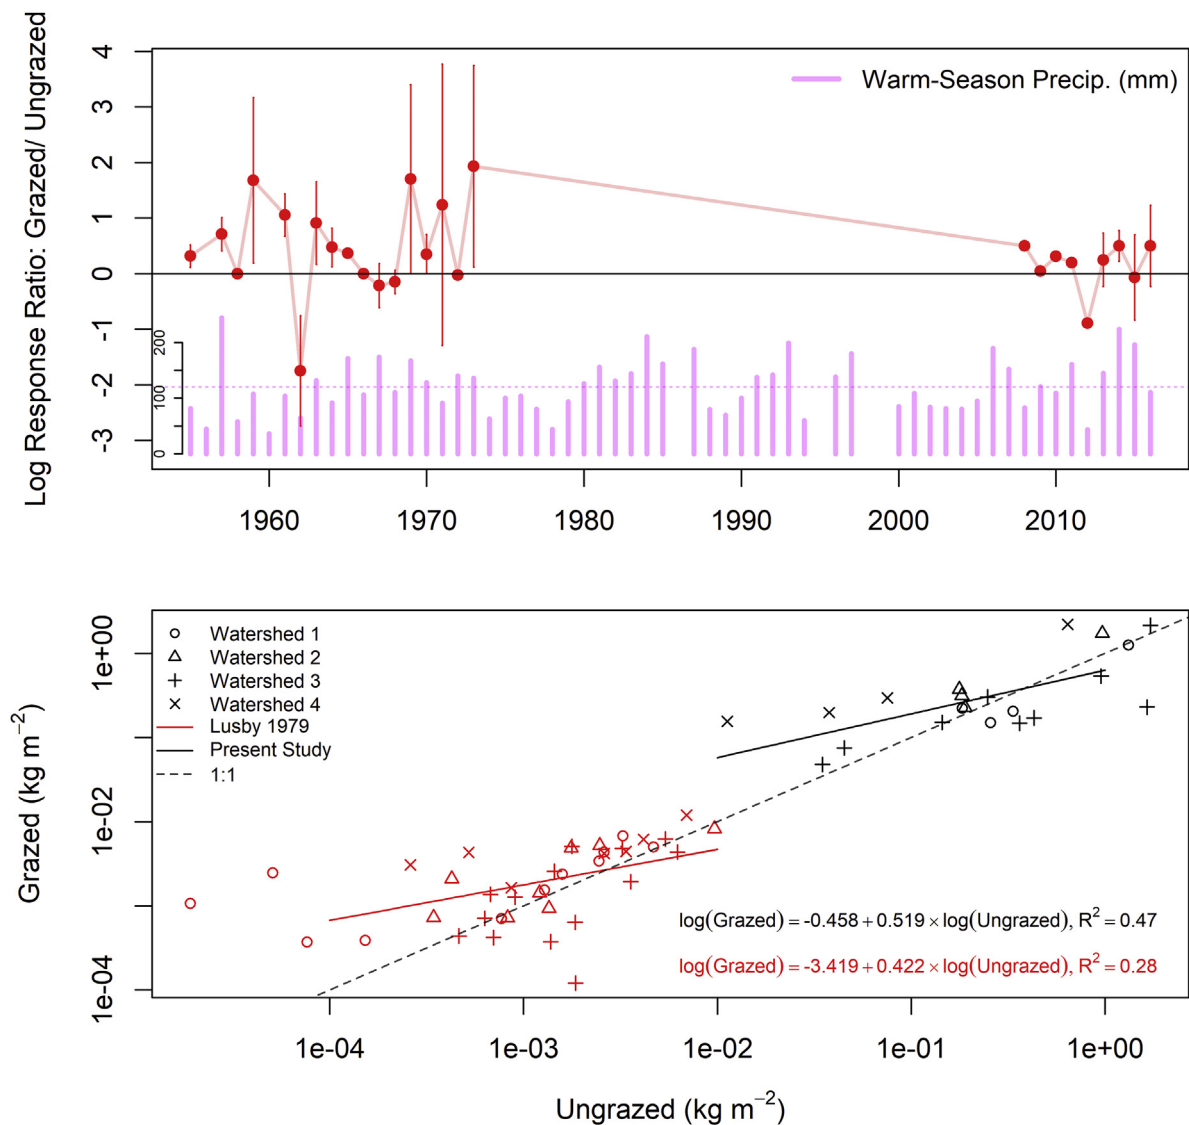 Log Response Ratio: Grazed/ Ungrazed
4
3
2
1
0
-1
-2
-3
200
100
0
Warm-Season Precip. (mm)
1960 1970 1980 1990 2000 2010
Grazed (kg m⁻²)
1e+00
1e-02
1e-04
Watershed 1
Watershed 2
Watershed 3
Watershed 4
Lusby 1979
Present Study
1:1
log(Grazed) = -0.458 + 0.519 × log(Ungrazed), R² = 0.47
log(Grazed) = -3.419 + 0.422 × log(Ungrazed), R² = 0.28
1e-04 1e-03 1e-02 1e-01 1e+00
Ungrazed (kg m⁻²)